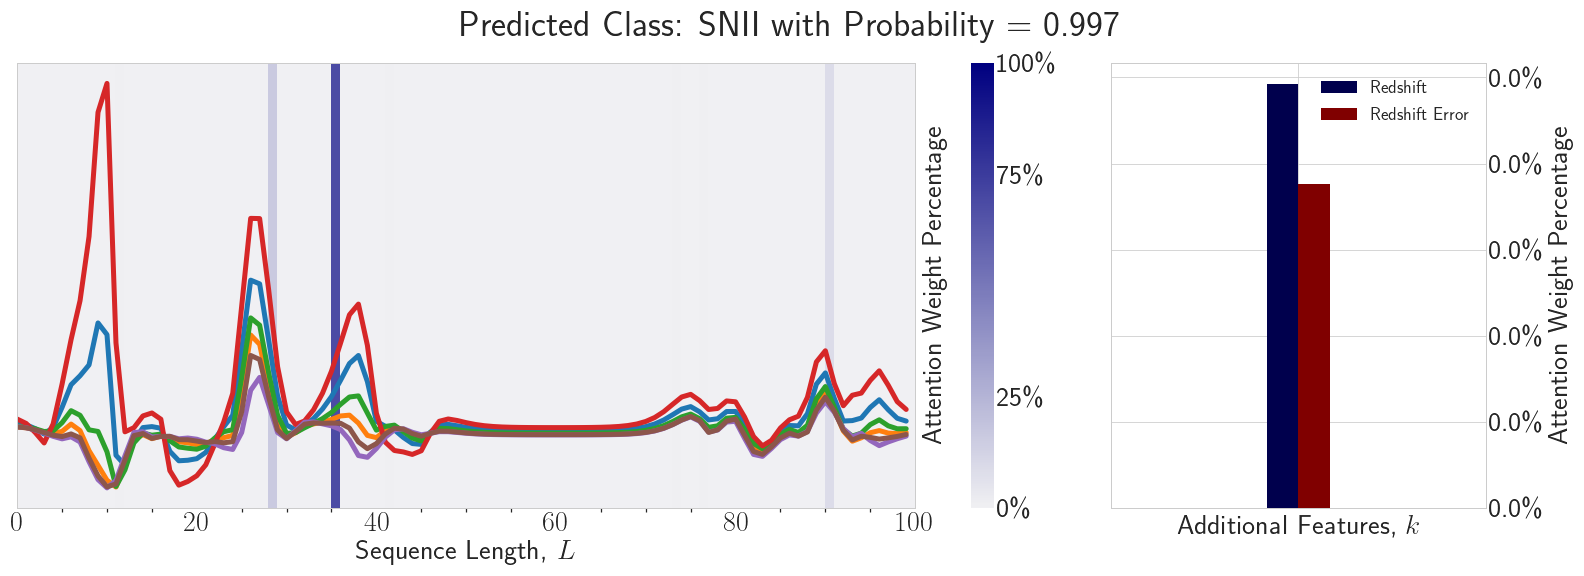 Predicted Class: SNII with Probability = 0.997
0 20 40 60 80 100
Sequence Length, L
100%
75%
25%
0%
Attention Weight Percentage
Redshift
Redshift Error
0.0%
0.0%
0.0%
0.0%
0.0%
0.0%
Attention Weight Percentage
Additional Features, k